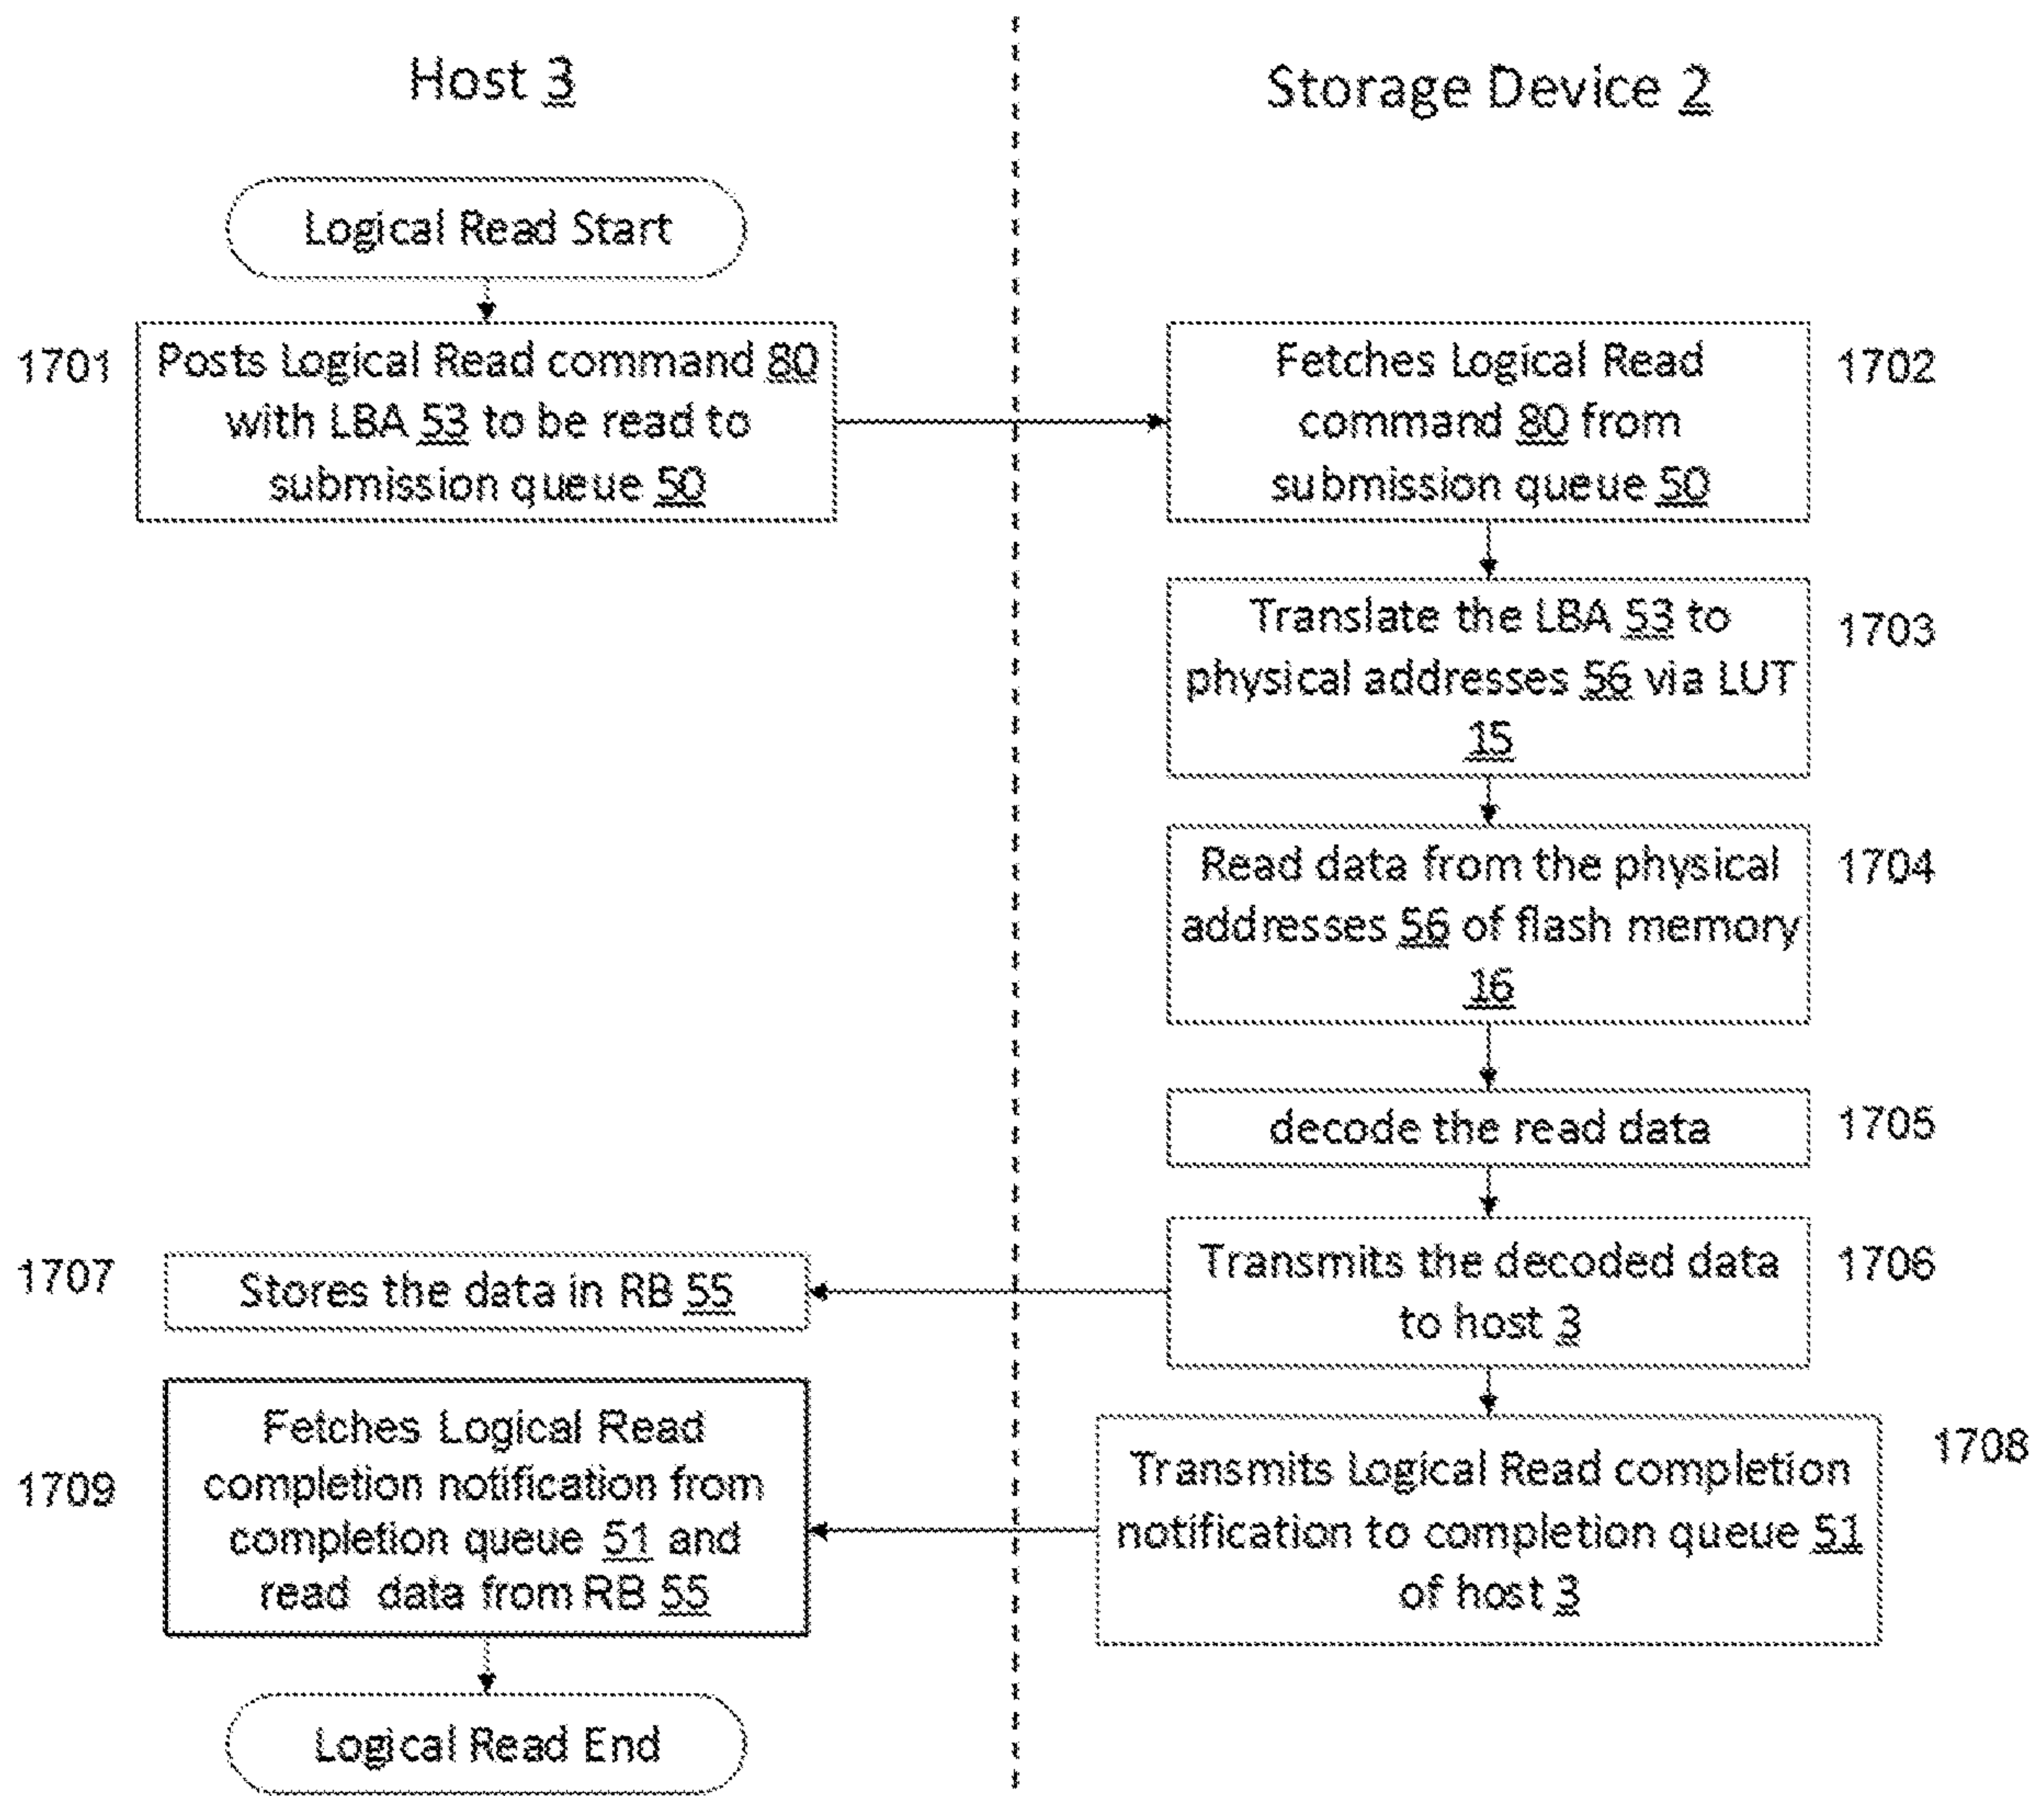 Host 3
Storage Device 2
Logical Read Start
1701
Posts Logical Read command 80
with LBA 53 to be read to
submission queue 50
Fetches Logical Read
command 80 from
submission queue 50
1702
Translate the LBA 53 to
physical addresses 56 via LUT
15
1703
Read data from the physical
addresses 56 of flash memory
16
1704
decode the read data
1705
Transmits the decoded data
to host 3
1706
1707
Stores the data in RB 55
Transmits Logical Read completion
notification to completion queue 51
of host 3
1708
1709
Fetches Logical Read
completion notification from
completion queue 51 and
read data from RB 55
Logical Read End